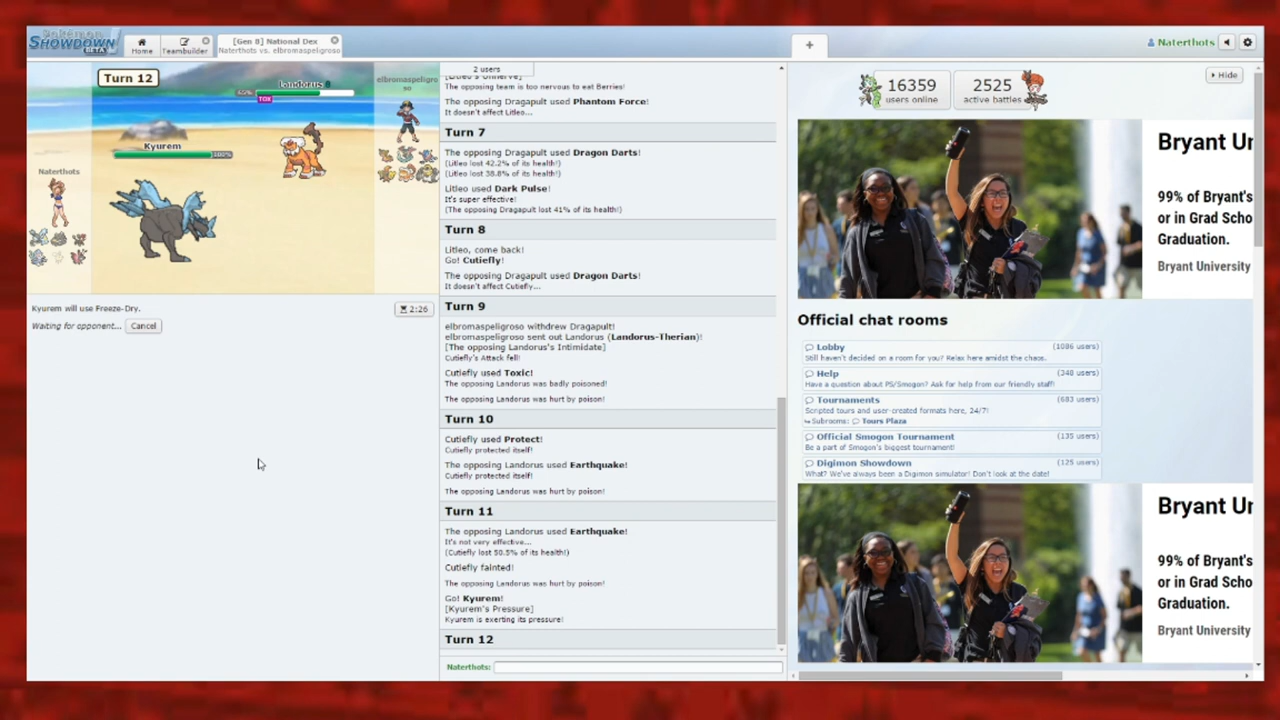 Pokémon
SHOWDOWN
BETA
Home
Teambuilder
[Gen 8] National Dex
Naterthots vs. elbromaspeligroso
+
Naterthots
Turn 12
Landorus
TOX
Kyurem
100%
Naterthots
elbromaspeligro
so
Kyurem will use Freeze-Dry.
2:26
Waiting for opponent... Cancel
2 users
[Litleo's Unnerve]
The opposing team is too nervous to eat Berries!
The opposing Dragapult used Phantom Force!
It doesn't affect Litleo...
Turn 7
The opposing Dragapult used Dragon Darts!
(Litleo lost 42.2% of its health!)
(Litleo lost 38.8% of its health!)
Litleo used Dark Pulse!
It's super effective!
(The opposing Dragapult lost 41% of its health!)
Turn 8
Litleo, come back!
Go! Cutiefly!
The opposing Dragapult used Dragon Darts!
It doesn't affect Cutiefly...
Turn 9
elbromaspeligroso withdrew Dragapult!
elbromaspeligroso sent out Landorus (Landorus-Therian)!
[The opposing Landorus's Intimidate]
Cutiefly's Attack fell!
Cutiefly used Toxic!
The opposing Landorus was badly poisoned!
The opposing Landorus was hurt by poison!
Turn 10
Cutiefly used Protect!
Cutiefly protected itself!
The opposing Landorus used Earthquake!
Cutiefly protected itself!
The opposing Landorus was hurt by poison!
Turn 11
The opposing Landorus used Earthquake!
It's not very effective...
(Cutiefly lost 50.5% of its health!)
Cutiefly fainted!
The opposing Landorus was hurt by poison!
Go! Kyurem!
[Kyurem's Pressure]
Kyurem is exerting its pressure!
Turn 12
Naterthots:
16359
users online
2525
active battles
Hide
Bryant Ur
99% of Bryant's
or in Grad Scho
Graduation.
Bryant University
Official chat rooms
Lobby (1086 users)
Still haven't decided on a room for you? Relax here amidst the chaos.
Help (348 users)
Have a question about PS/Smogon? Ask for help from our friendly staff!
Tournaments (683 users)
Scripted tours and user-created formats here, 24/7!
Subrooms: Tours Plaza
Official Smogon Tournament (135 users)
Be a part of Smogon's biggest tournament!
Digimon Showdown (125 users)
What? We've always been a Digimon simulator! Don't look at the date!
Bryant Ur
99% of Bryant's
or in Grad Scho
Graduation.
Bryant University